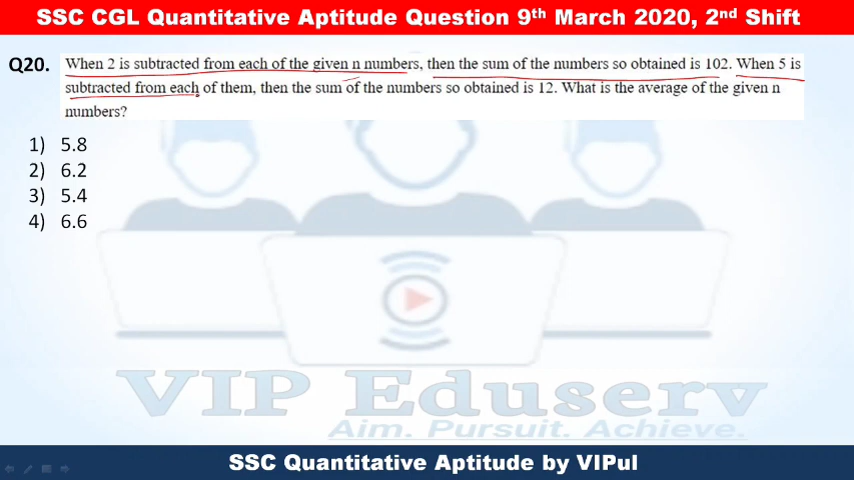 SSC CGL Quantitative Aptitude Question 9th March 2020, 2nd Shift
Q20. When 2 is subtracted from each of the given n numbers, then the sum of the numbers so obtained is 102. When 5 is
subtracted from each of them, then the sum of the numbers so obtained is 12. What is the average of the given n
numbers?
1) 5.8
2) 6.2
3) 5.4
4) 6.6
VIP Eduserv
Aim. Pursuit. Achieve.
SSC Quantitative Aptitude by VIPul